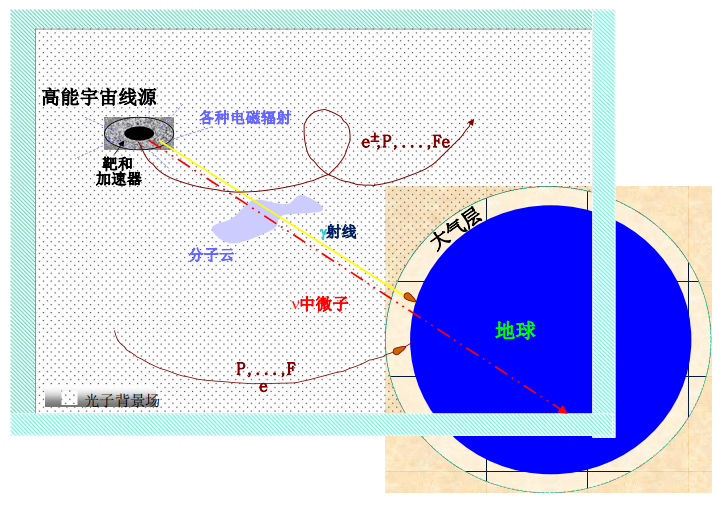 高能宇宙线源
各种电磁辐射
e±,P,...,Fe
靶和
加速器
大气层
γ射线
分子云
ν中微子
地球
P,...,F
e
光子背景场